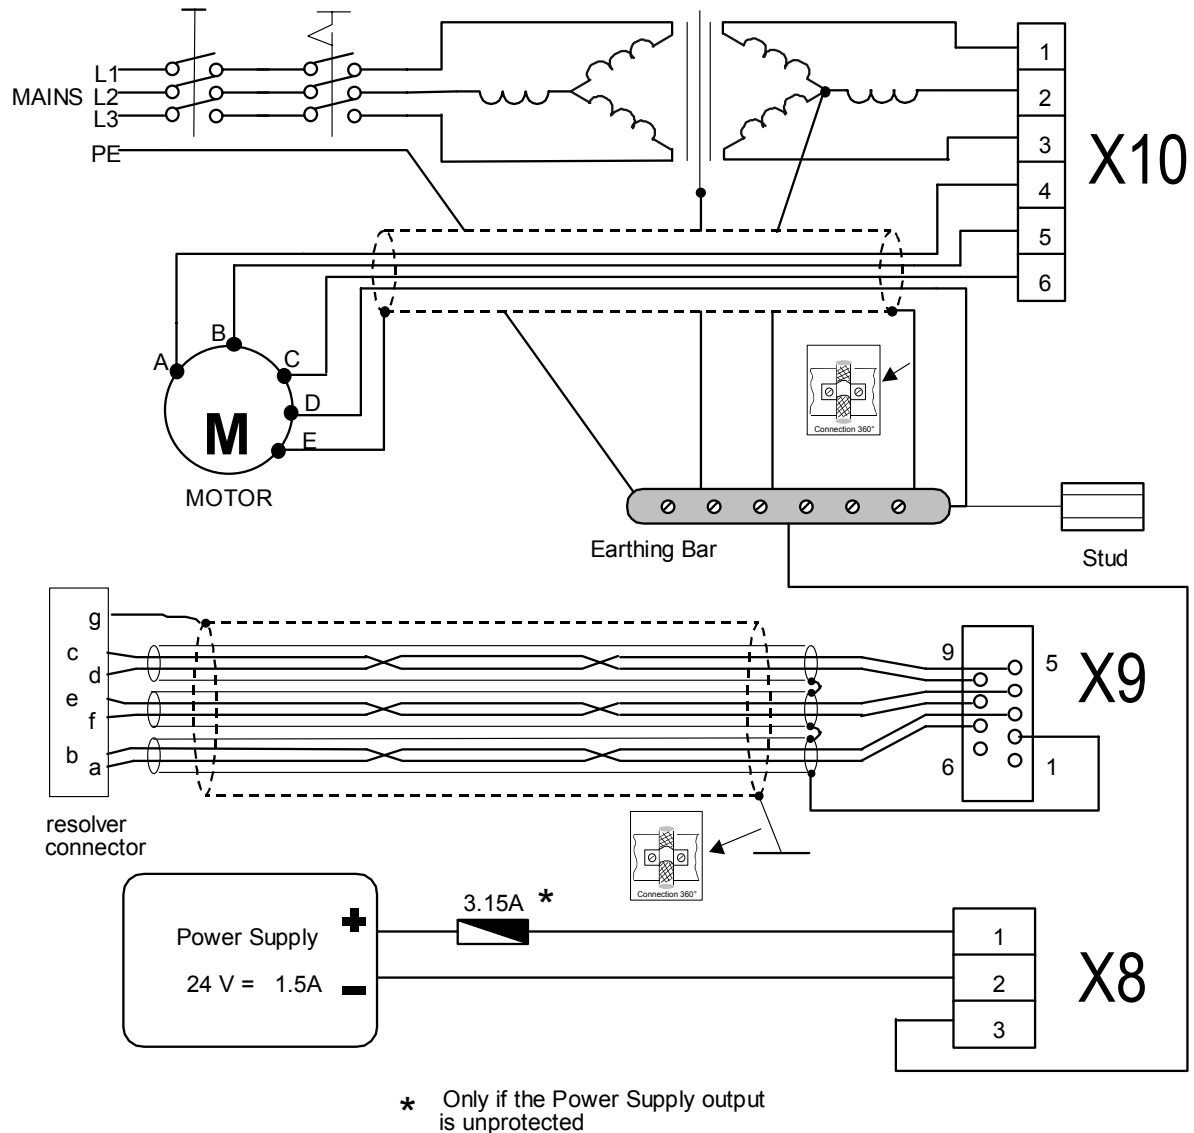 L1
MAINS L2
L3
PE
1
2
3
4
5
6
X10
A
B
C
D
E
M
MOTOR
Connection 360°
Earthing Bar
Stud
g
c
d
e
f
b
a
resolver
connector
9
5
6
1
X9
Connection 360°
Power Supply
24 V = 1.5A
+
-
3.15A *
1
2
3
X8
* Only if the Power Supply output
is unprotected